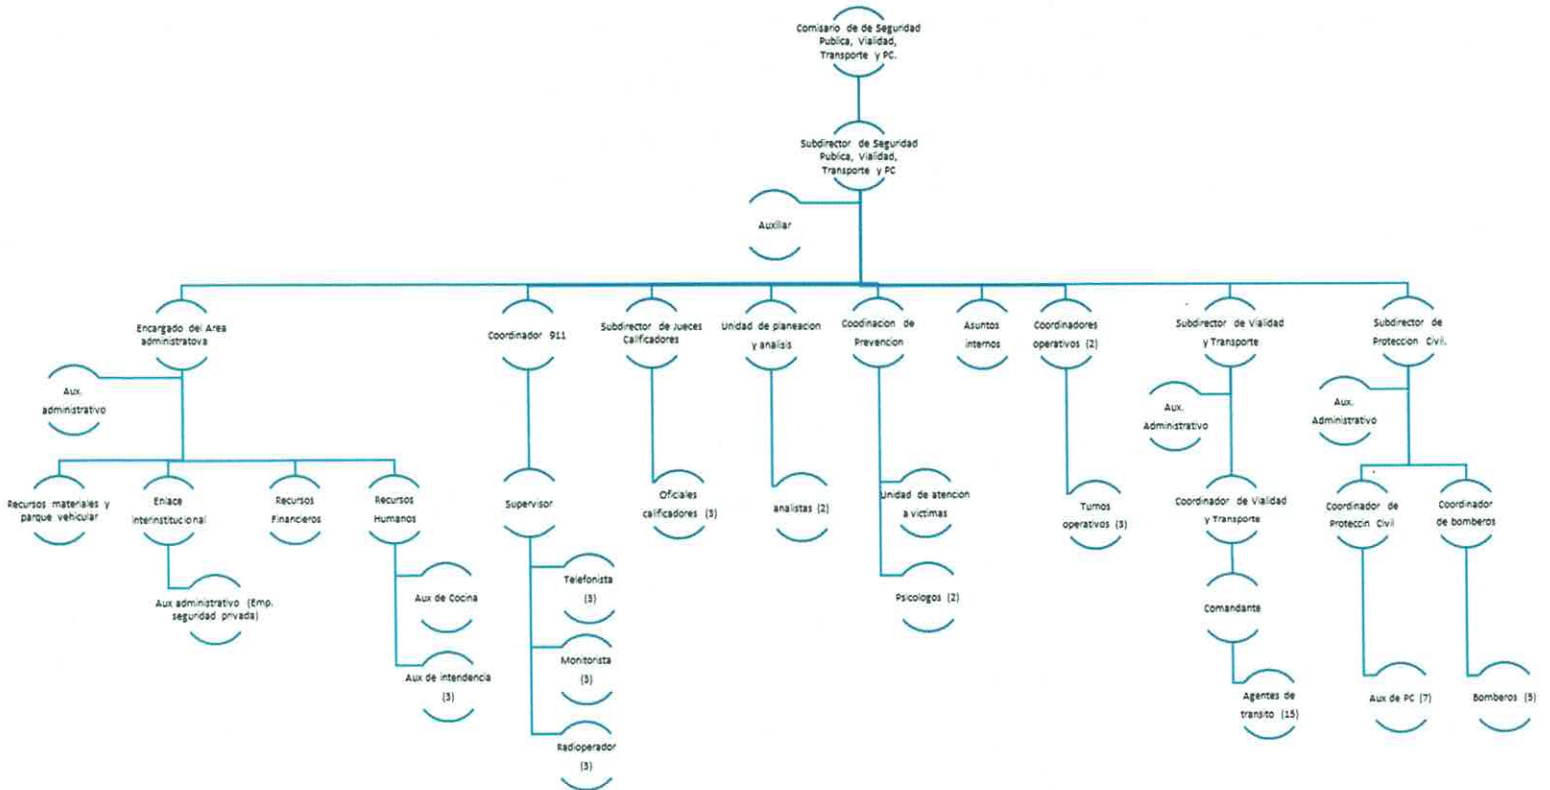 Comisario de de Seguridad
Publica, Vialidad,
Transporte y PC.
Subdirector de Seguridad
Publica, Vialidad,
Transporte y PC
Auxiliar
Encargado del Area
administratova
Coordinador 911
Subdirector de Jueces
Calificadores
Unidad de planeacion
y analisis
Coodinacion de
Prevencion
Asuntos
internos
Coordinadores
operativos (2)
Subdirector de Vialidad
y Transporte
Subdirector de
Proteccion Civil.
Aux.
administrativo
Aux.
Administrativo
Aux.
Administrativo
Recursos materiales y
parque vehicular
Enlace
interinstitucional
Recursos
Financieros
Recursos
Humanos
Supervisor
Oficiales
calificadores (3)
analistas (2)
Unidad de atencion
a victimas
Turnos
operativos (3)
Coordinador de Vialidad
y Transporte
Coordinador de
Proteccin Civil
Coordinador
de bomberos
Aux administrativo (Emp.
seguridad privada)
Aux de Cocina
Telefonista
(3)
Psicologos (2)
Comandante
Aux de intendencia
(3)
Monitorista
(3)
Agentes de
transito (15)
Aux de PC (7)
Bomberos (5)
Radioperador
(3)